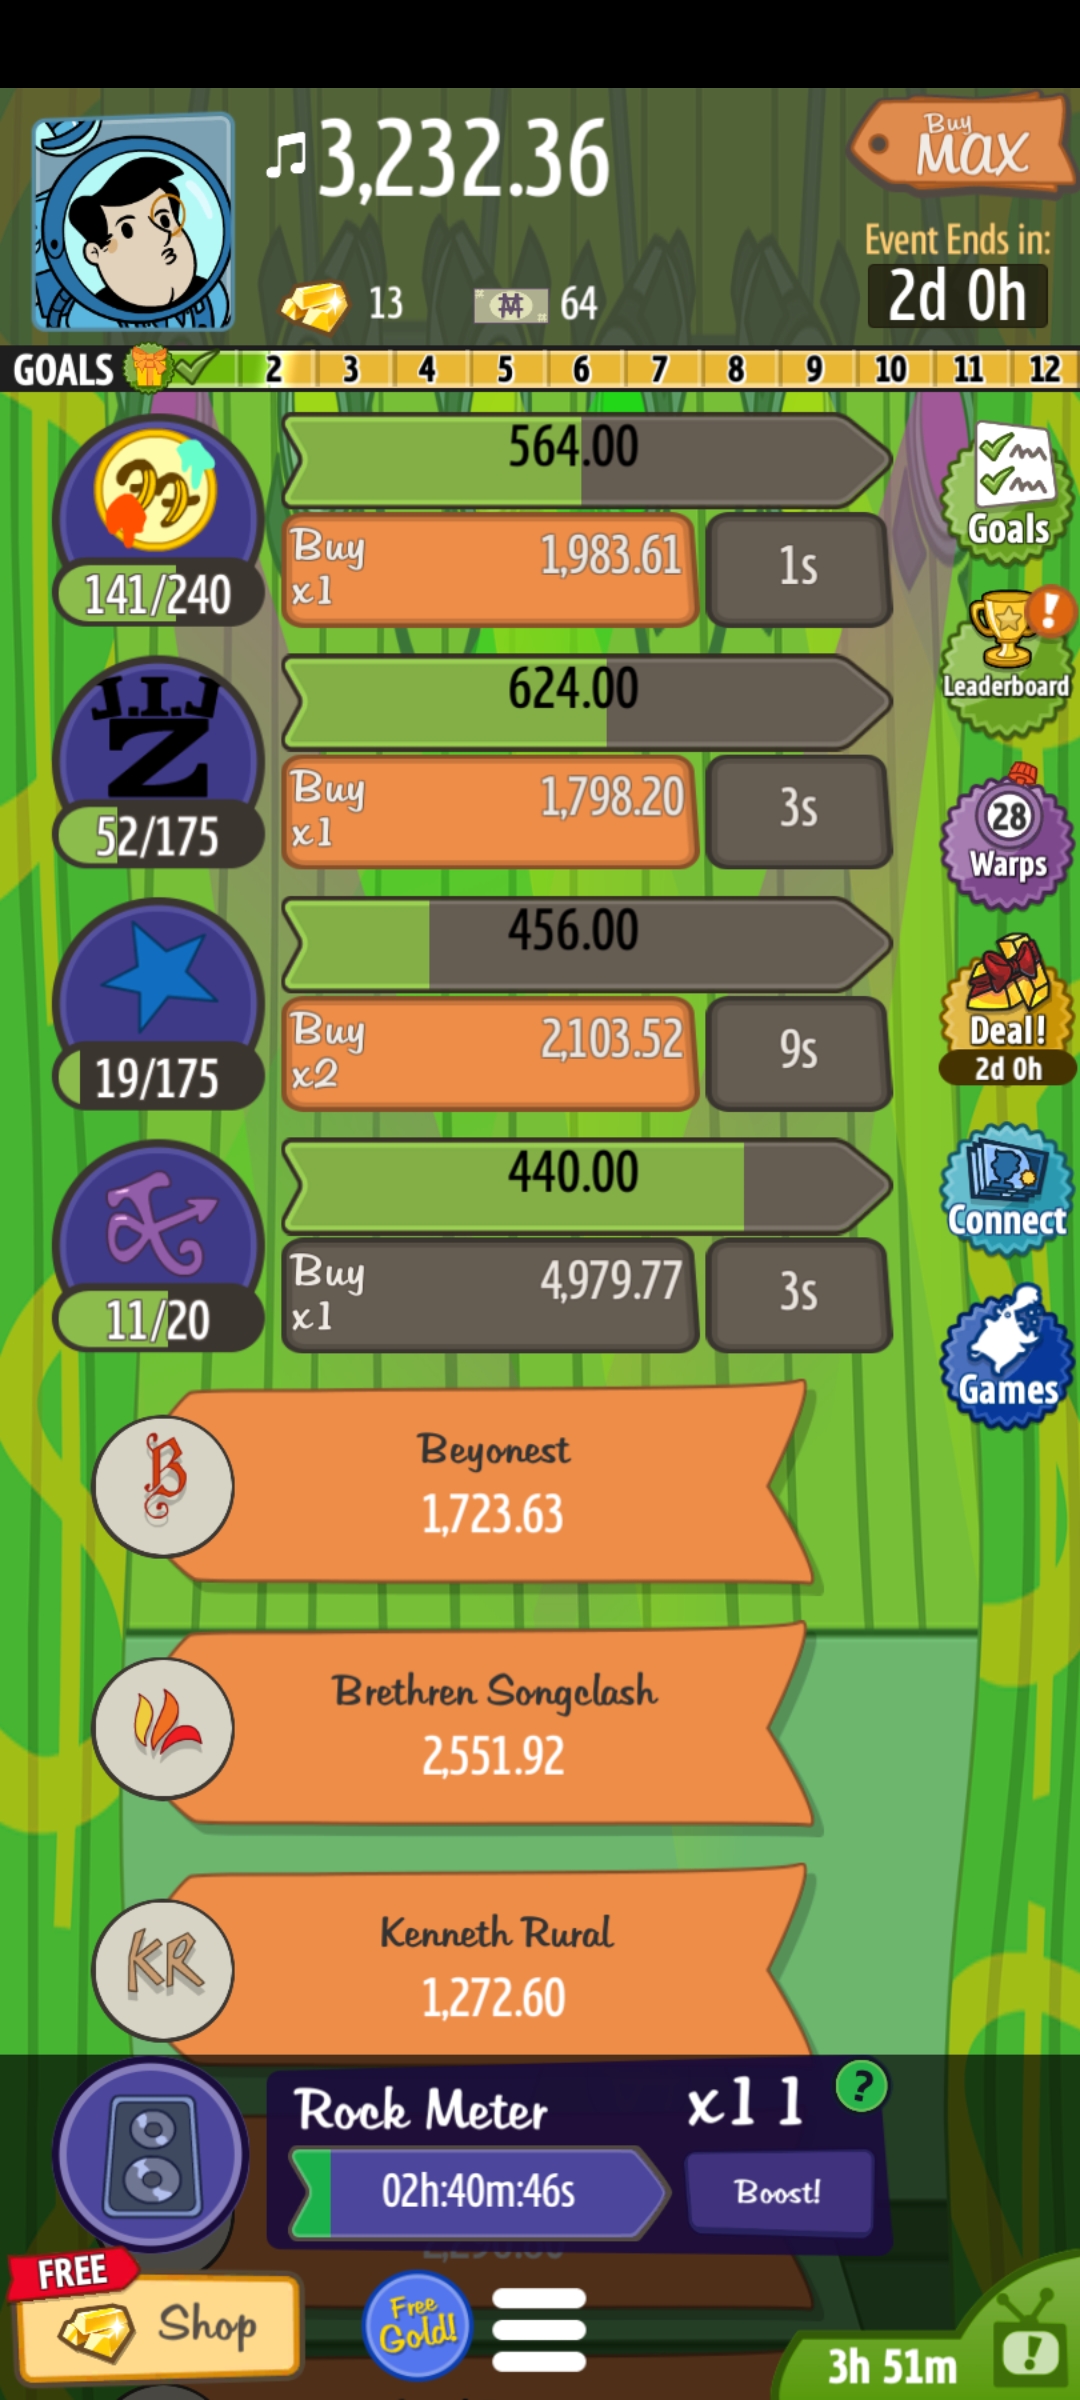 3,232.36
Buy
MAX
Event Ends in:
2d 0h
13
64
GOALS
2 3 4 5 6 7 8 9 10 11 12
564.00
Buy
x1
1,983.61
1s
141/240
Goals
J.I.J
Z
624.00
Buy
x1
1,798.20
3s
52/175
Leaderboard
28
Warps
456.00
Buy
x2
2,103.52
9s
19/175
Deal!
2d 0h
440.00
Buy
x1
4,979.77
3s
11/20
Connect
Games
B
Beyonest
1,723.63
Brethren Songclash
2,551.92
KR
Kenneth Rural
1,272.60
Rock Meter
x1 1
?
02h:40m:46s
Boost!
FREE
Shop
Free
Gold!
3h 51m